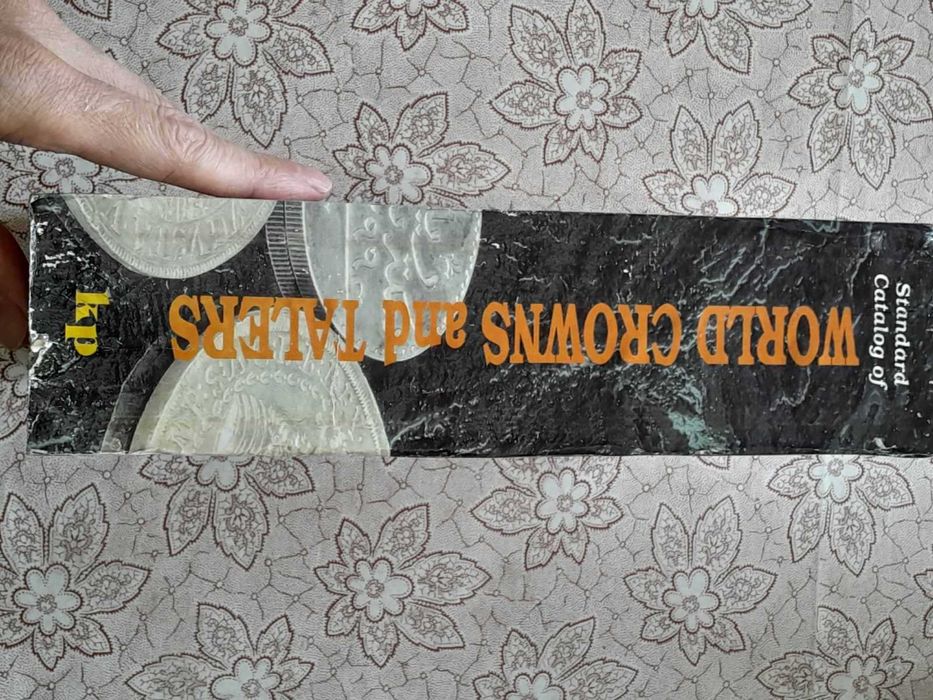 Standard
Catalog of
WORLD CROWNS and TALERS
kp